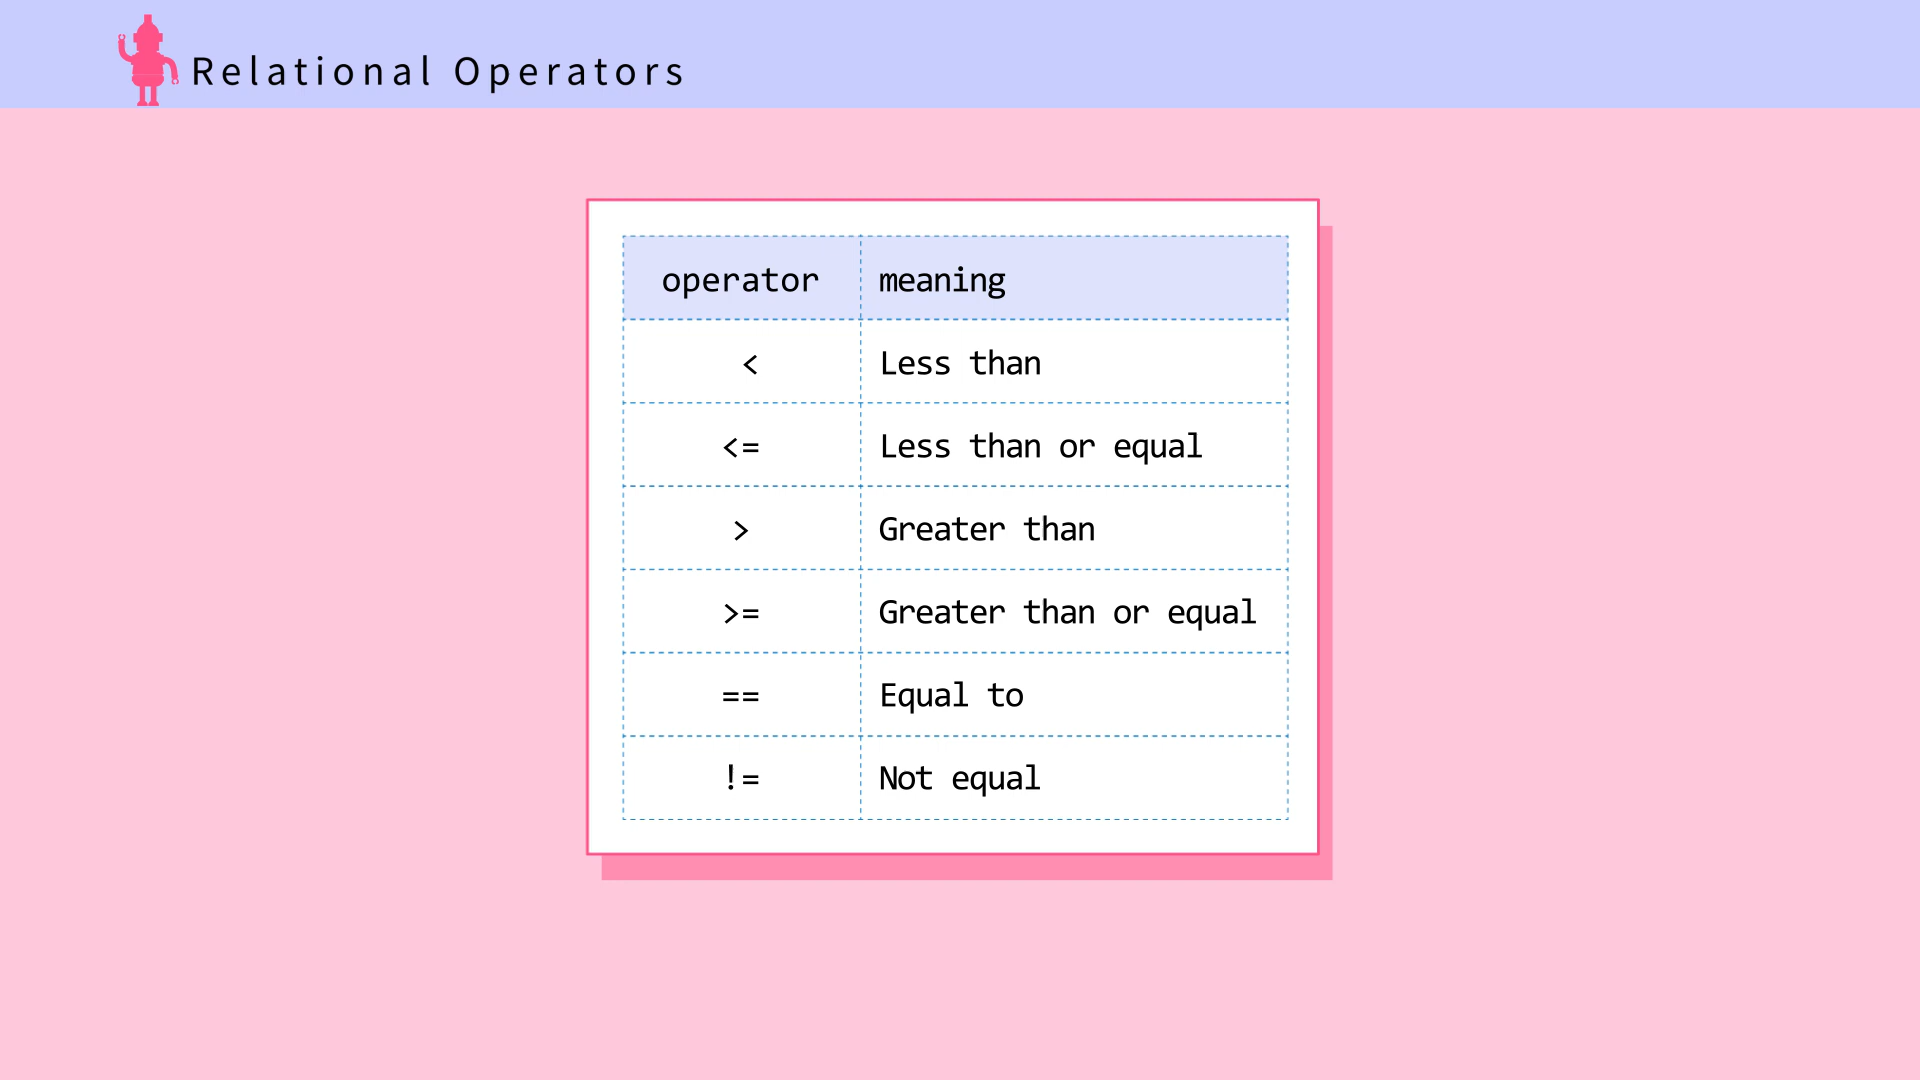 Relational Operators
operator meaning
< Less than
<= Less than or equal
> Greater than
>= Greater than or equal
== Equal to
!= Not equal